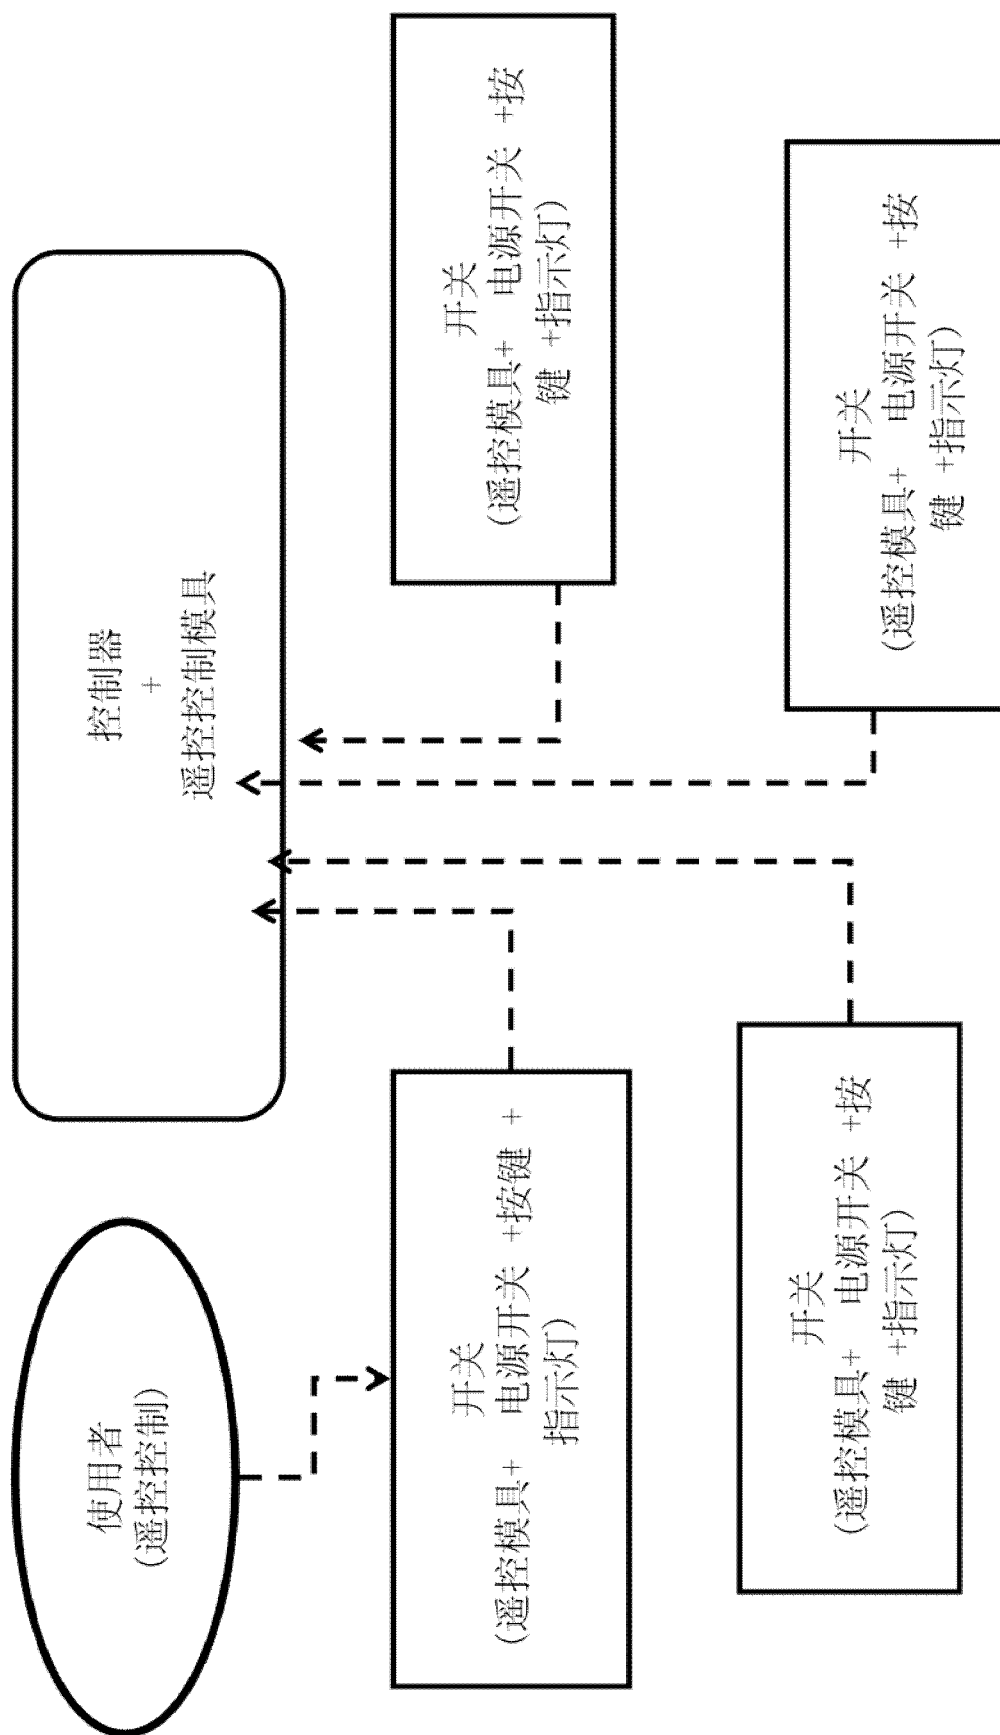 使用者
(遥控控制)
控制器
+
遥控控制模具
开关
(遥控模具+ 电源开关 +按键 +
指示灯)
开关
(遥控模具+ 电源开关 +按
键 +指示灯)
开关
(遥控模具+ 电源开关 +按
键 +指示灯)
开关
(遥控模具+ 电源开关 +按
键 +指示灯)